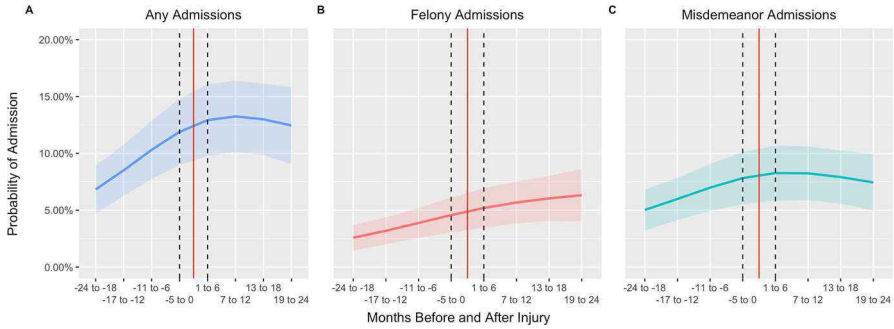 A
Any Admissions
B
Felony Admissions
C
Misdemeanor Admissions
Probability of Admission
20.00%
15.00%
10.00%
5.00%
0.00%
-24 to -18
-11 to -6
1 to 6
13 to 18
-17 to -12
-5 to 0
7 to 12
19 to 24
-24 to -18
-11 to -6
1 to 6
13 to 18
-17 to -12
-5 to 0
7 to 12
19 to 24
-24 to -18
-11 to -6
1 to 6
13 to 18
-17 to -12
-5 to 0
7 to 12
19 to 24
Months Before and After Injury